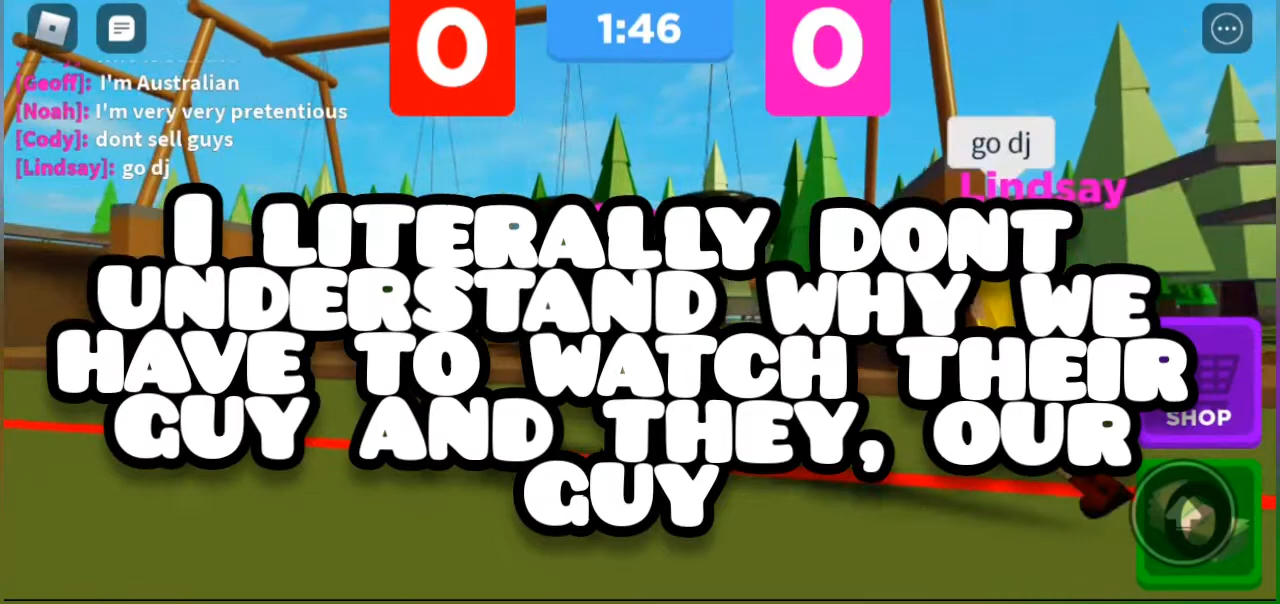 0
1:46
0
[Geoff]: I'm Australian
[Noah]: I'm very very pretentious
[Cody]: dont sell guys
[Lindsay]: go dj
go dj
Lindsay
I LITERALLY DONT
UNDERSTAND WHY WE
HAVE TO WATCH THEIR
GUY AND THEY, OUR
GUY
SHOP